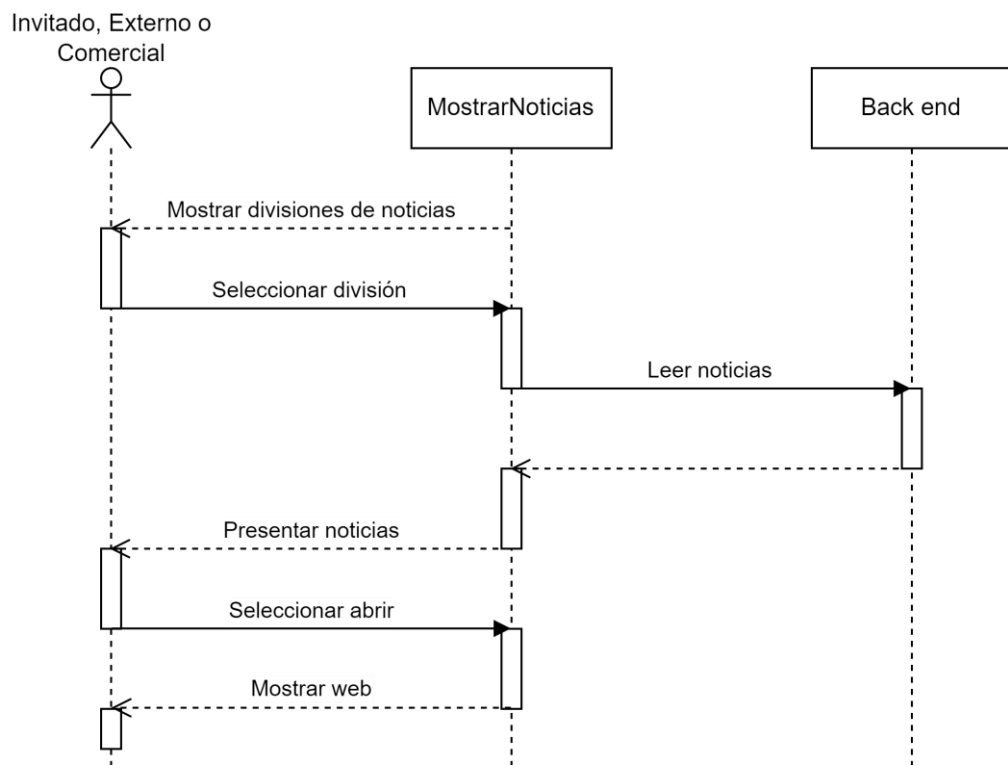 Invitado, Externo o
Comercial
MostrarNoticias
Back end
Mostrar divisiones de noticias
Seleccionar división
Leer noticias
Presentar noticias
Seleccionar abrir
Mostrar web